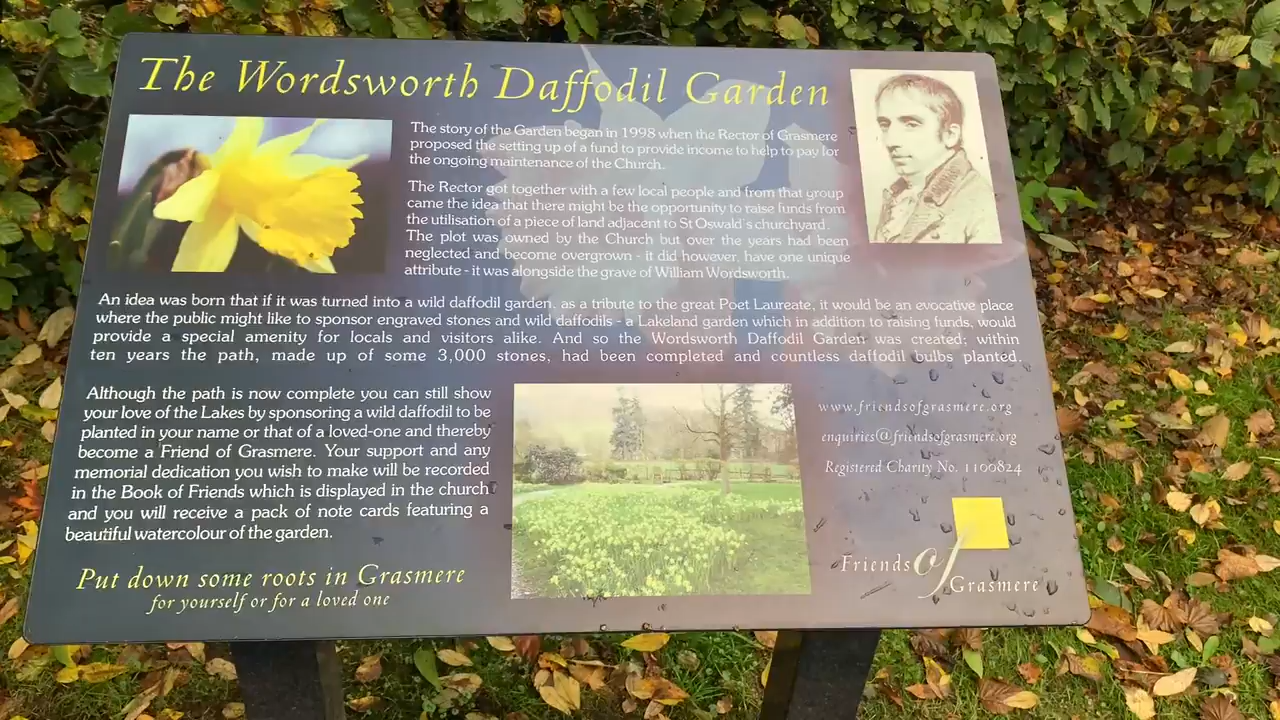 The Wordsworth Daffodil Garden
The story of the Garden began in 1998 when the Rector of Grasmere
proposed the setting up of a fund to provide income to help to pay for
the ongoing maintenance of the Church.
The Rector got together with a few local people and from that group
came the idea that there might be the opportunity to raise funds from
the utilisation of a piece of land adjacent to St Oswald's churchyard.
The plot was owned by the Church but over the years had been
neglected and become overgrown - it did however, have one unique
attribute - it was alongside the grave of William Wordsworth.
An idea was born that if it was turned into a wild daffodil garden, as a tribute to the great Poet Laureate, it would be an evocative place
where the public might like to sponsor engraved stones and wild daffodils - a Lakeland garden which in addition to raising funds, would
provide a special amenity for locals and visitors alike. And so the Wordsworth Daffodil Garden was created; within
ten years the path, made up of some 3,000 stones, had been completed and countless daffodil bulbs planted.
Although the path is now complete you can still show
your love of the Lakes by sponsoring a wild daffodil to be
planted in your name or that of a loved-one and thereby
become a Friend of Grasmere. Your support and any
memorial dedication you wish to make will be recorded
in the Book of Friends which is displayed in the church
and you will receive a pack of note cards featuring a
beautiful watercolour of the garden.
Put down some roots in Grasmere
for yourself or for a loved one
www.friendsofgrasmere.org
enquiries@friendsofgrasmere.org
Registered Charity No. 1100824
Friends of Grasmere